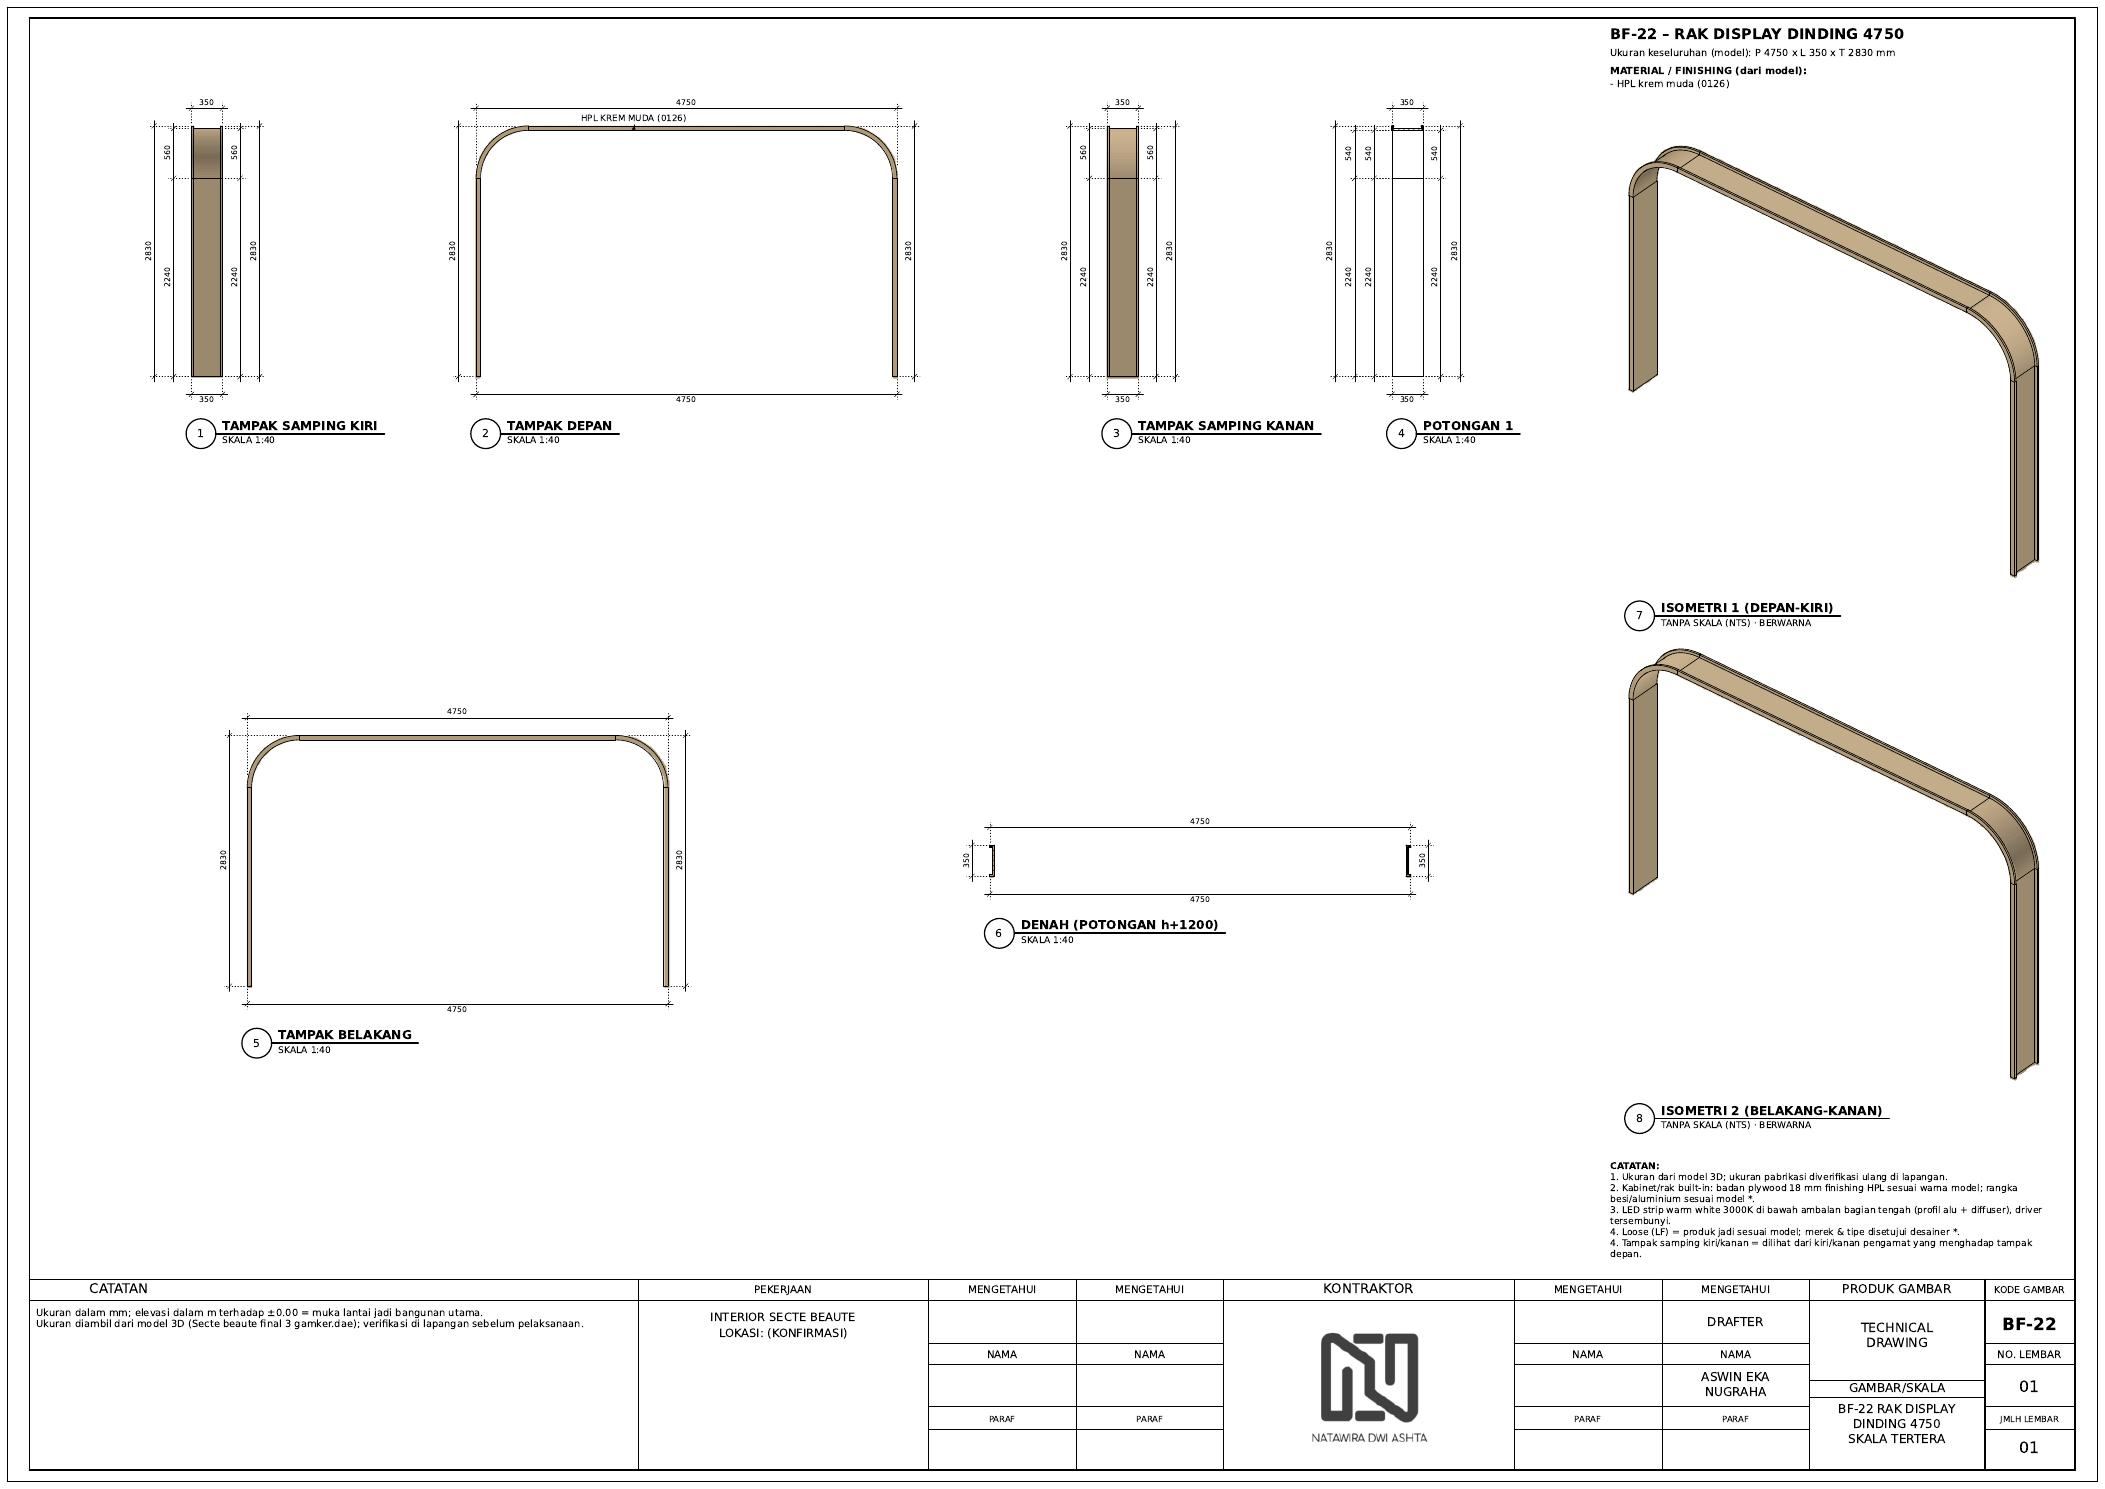 BF-22 – RAK DISPLAY DINDING 4750
Ukuran keseluruhan (model): P 4750 x L 350 x T 2830 mm
MATERIAL / FINISHING (dari model):
- HPL krem muda (0126)
350
560
560
2830
2240
2240
2830
350
1
TAMPAK SAMPING KIRI
SKALA 1:40
4750
HPL KREM MUDA (0126)
2830
2830
4750
2
TAMPAK DEPAN
SKALA 1:40
350
560
560
2830
2240
2240
2830
350
3
TAMPAK SAMPING KANAN
SKALA 1:40
350
540
540
540
2830
2240
2240
2240
2830
350
4
POTONGAN 1
SKALA 1:40
7
ISOMETRI 1 (DEPAN-KIRI)
TANPA SKALA (NTS) · BERWARNA
4750
2830
2830
4750
5
TAMPAK BELAKANG
SKALA 1:40
4750
350
350
4750
6
DENAH (POTONGAN h+1200)
SKALA 1:40
8
ISOMETRI 2 (BELAKANG-KANAN)
TANPA SKALA (NTS) · BERWARNA
CATATAN:
1. Ukuran dari model 3D; ukuran pabrikasi diverifikasi ulang di lapangan.
2. Kabinet/rak built-in: badan plywood 18 mm finishing HPL sesuai warna model; rangka
besi/aluminium sesuai model *.
3. LED strip warm white 3000K di bawah ambalan bagian tengah (profil alu + diffuser), driver
tersembunyi.
4. Loose (LF) = produk jadi sesuai model; merek & tipe disetujui desainer *.
4. Tampak samping kiri/kanan = dilihat dari kiri/kanan pengamat yang menghadap tampak
depan.
CATATAN
Ukuran dalam mm; elevasi dalam m terhadap ±0.00 = muka lantai jadi bangunan utama.
Ukuran diambil dari model 3D (Secte beaute final 3 gamker.dae); verifikasi di lapangan sebelum pelaksanaan.
PEKERJAAN
INTERIOR SECTE BEAUTE
LOKASI: (KONFIRMASI)
MENGETAHUI
NAMA
PARAF
MENGETAHUI
NAMA
PARAF
KONTRAKTOR
NATAWIRA DWI ASHTA
MENGETAHUI
NAMA
PARAF
MENGETAHUI
DRAFTER
NAMA
ASWIN EKA
NUGRAHA
PARAF
PRODUK GAMBAR
TECHNICAL
DRAWING
GAMBAR/SKALA
BF-22 RAK DISPLAY
DINDING 4750
SKALA TERTERA
KODE GAMBAR
BF-22
NO. LEMBAR
01
JMLH LEMBAR
01